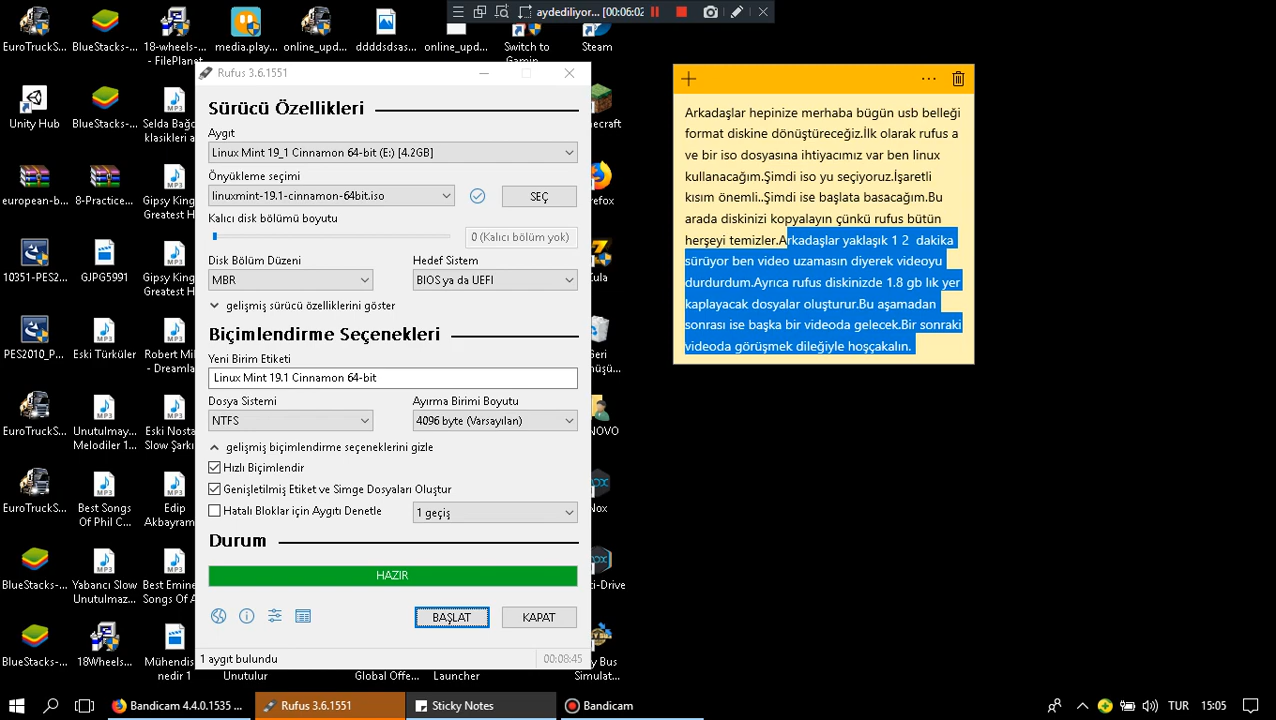 aydediliyor... [00:06:02]
EuroTruckS...
BlueStacks-...
18-wheels-...
- FilePlanet
media.play...
online_upd...
ddddsdsas...
online_upd...
Switch to
Gamin...
Steam
Unity Hub
BlueStacks-...
Selda Bağc...
klasikleri a...
european-b...
8-Practice...
Gipsy King...
Greatest H...
10351-PES2...
GJPG5991
Gipsy King...
Greatest H...
PES2010_P...
Eski Türküler
Robert Mi...
- Dreamla...
EuroTruckS...
Unutulmay...
Melodiler 1...
Eski Nosta...
Slow Şarkı...
EuroTruckS...
Best Songs
Of Phil C...
Edip
Akbayram...
BlueStacks-...
Yabancı Slow
Unutulmaz...
Best Emine...
Songs Of A...
BlueStacks-...
18Wheels-...
Mühendis...
nedir 1
Unutulur
Global Offe...
Launcher
Simulat...
Rufus 3.6.1551
Sürücü Özellikleri
Aygıt
Linux Mint 19_1 Cinnamon 64-bit (E:) [4.2GB]
Önyükleme seçimi
linuxmint-19.1-cinnamon-64bit.iso
SEÇ
Kalıcı disk bölümü boyutu
0 (Kalıcı bölüm yok)
Disk Bölüm Düzeni
Hedef Sistem
MBR
BIOS ya da UEFI
gelişmiş sürücü özelliklerini göster
Biçimlendirme Seçenekleri
Yeni Birim Etiketi
Linux Mint 19.1 Cinnamon 64-bit
Dosya Sistemi
Ayırma Birimi Boyutu
NTFS
4096 byte (Varsayılan)
gelişmiş biçimlendirme seçeneklerini gizle
Hızlı Biçimlendir
Genişletilmiş Etiket ve Simge Dosyaları Oluştur
Hatalı Bloklar için Aygıtı Denetle
1 geçiş
Durum
HAZIR
BAŞLAT
KAPAT
1 aygıt bulundu
00:08:45
Arkadaşlar hepinize merhaba bügün usb belleği
format diskine dönüştüreceğiz.İlk olarak rufus a
ve bir iso dosyasına ihtiyacımız var ben linux
kullanacağım.Şimdi iso yu seçiyoruz.İşaretli
kısım önemli..Şimdi ise başlata basacağım.Bu
arada diskinizi kopyalayın çünkü rufus bütün
herşeyi temizler.Arkadaşlar yaklaşık 1 2  dakika
sürüyor ben video uzamasın diyerek videoyu
durdurdum.Ayrıca rufus diskinizde 1.8 gb lık yer
kaplayacak dosyalar oluşturur.Bu aşamadan
sonrası ise başka bir videoda gelecek.Bir sonraki
videoda görüşmek dileğiyle hoşçakalın.
Bandicam 4.4.0.1535 ...
Rufus 3.6.1551
Sticky Notes
Bandicam
TUR
15:05